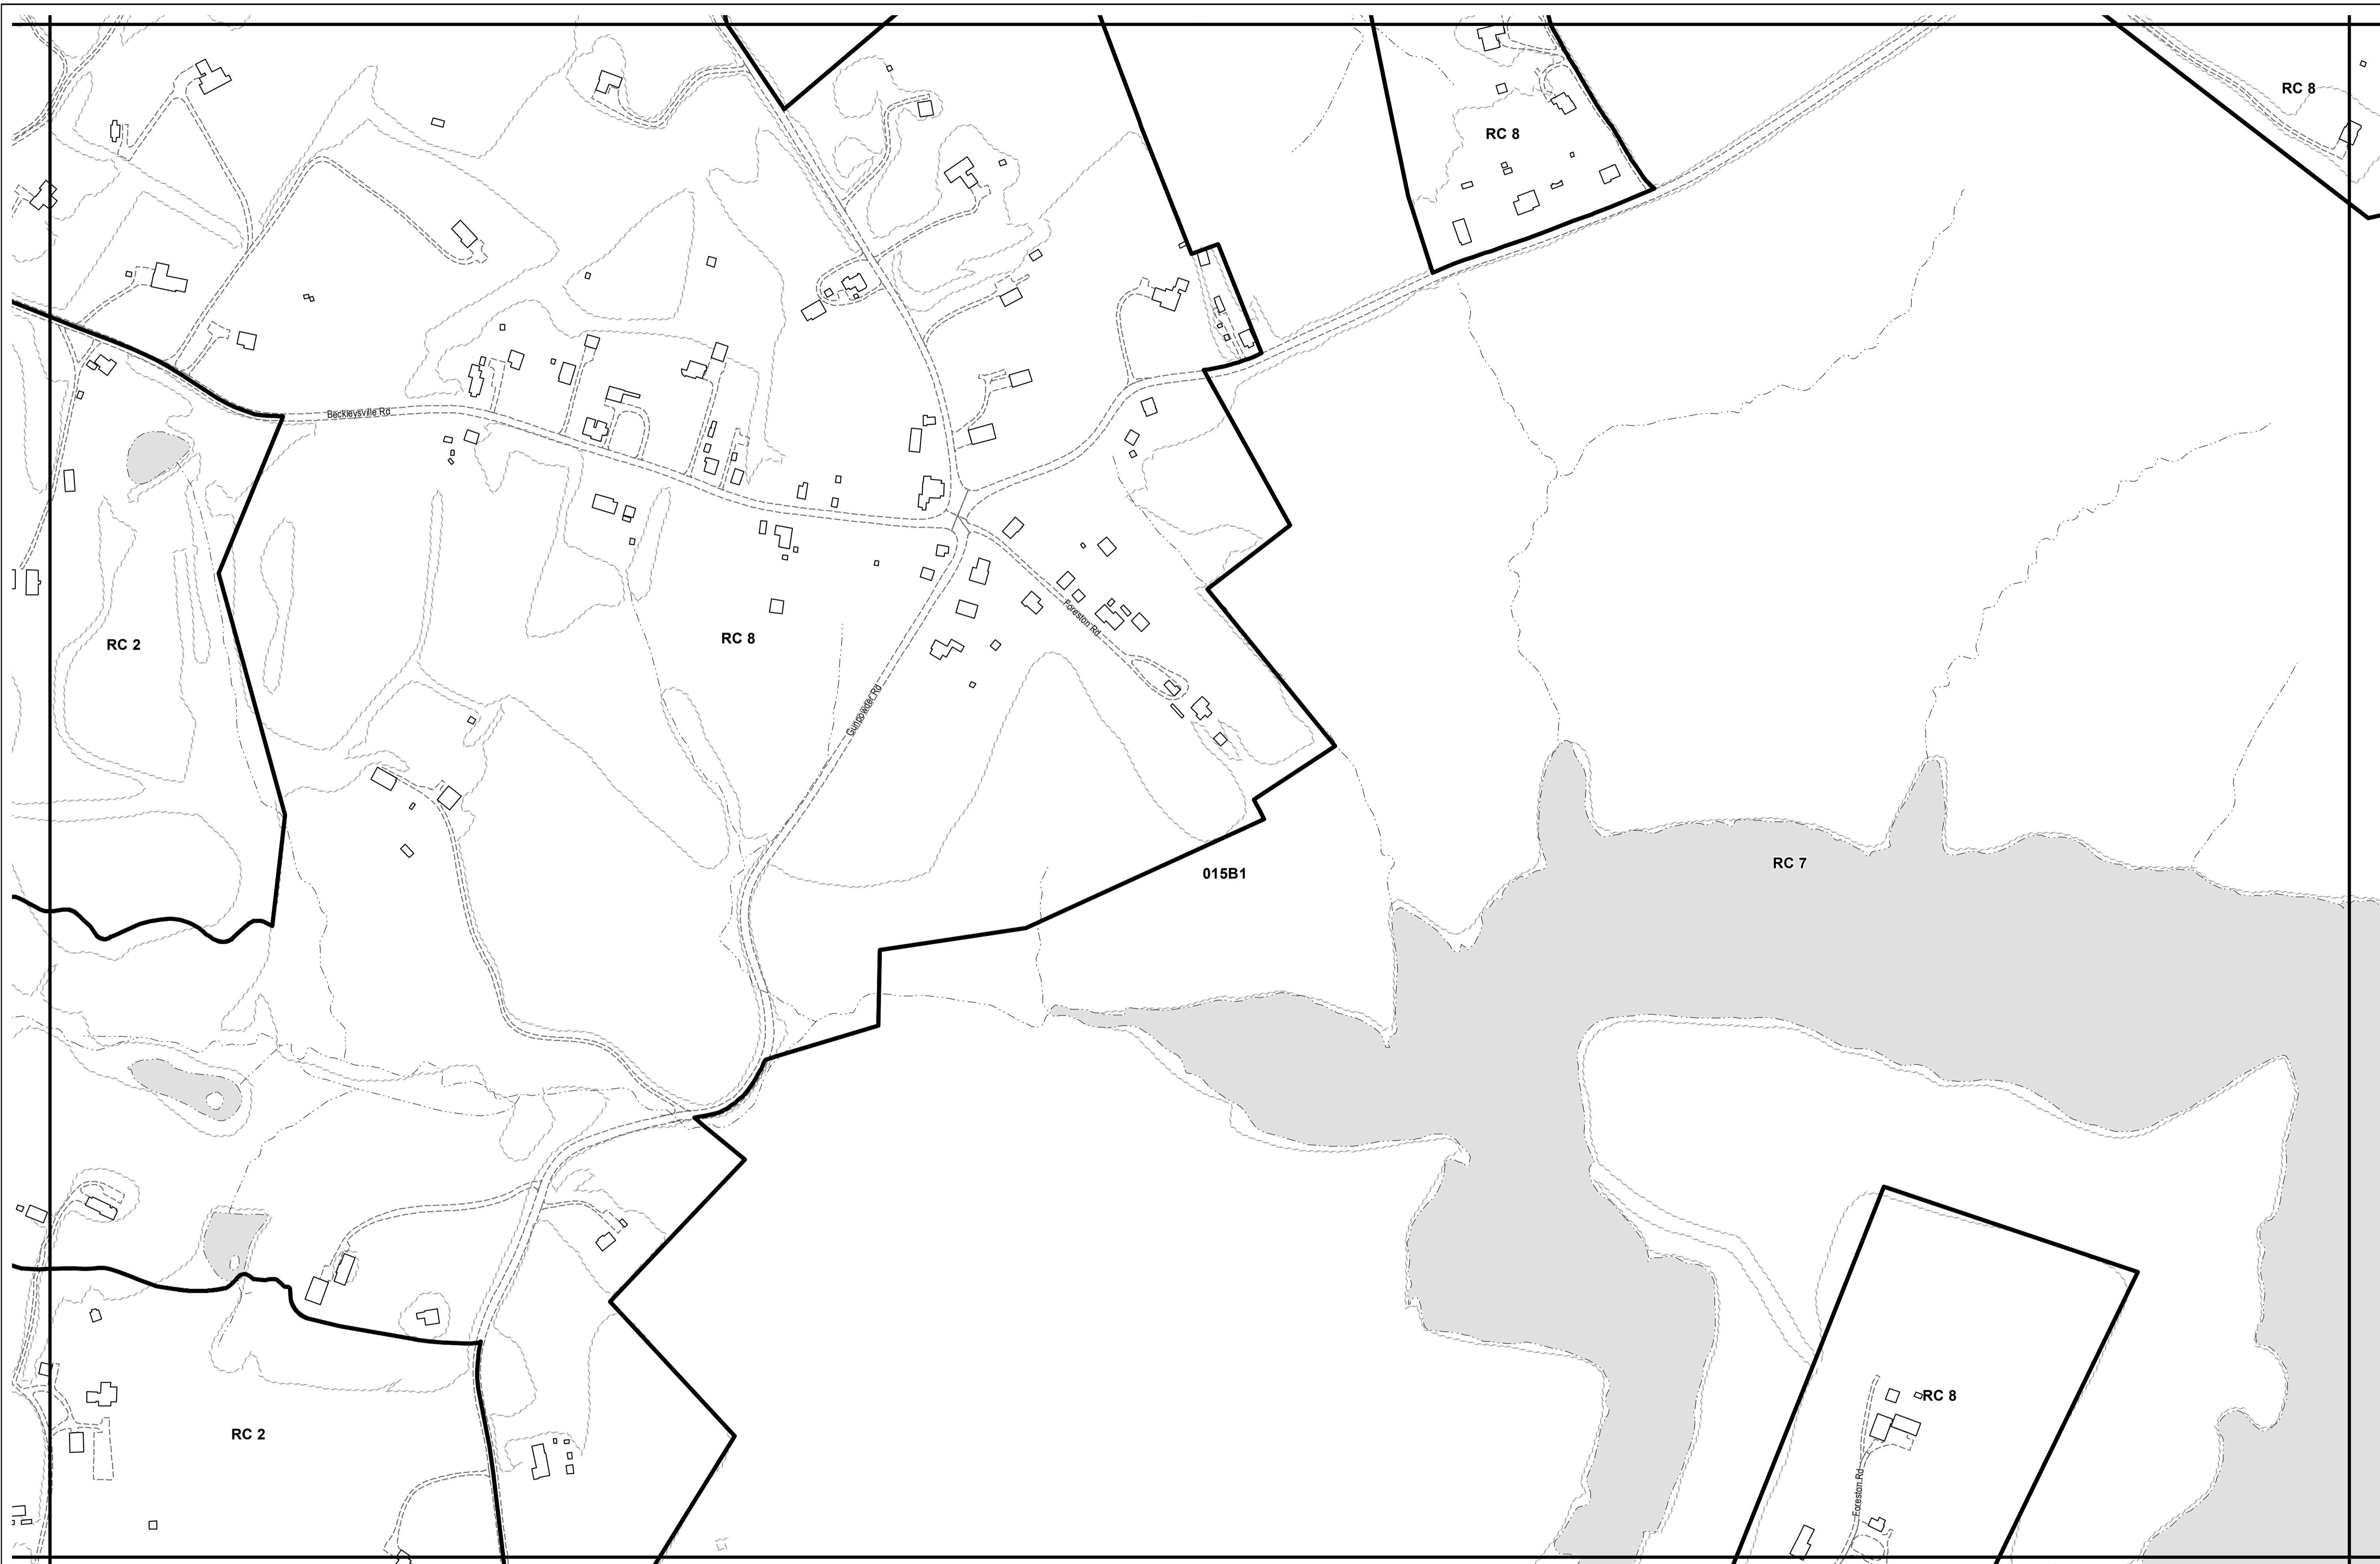 RC 8
RC 8
Beckleysville Rd
RC 2
RC 8
Foreston Rd
Gunpowder Rd
015B1
RC 7
RC 8
RC 2
Foreston Rd